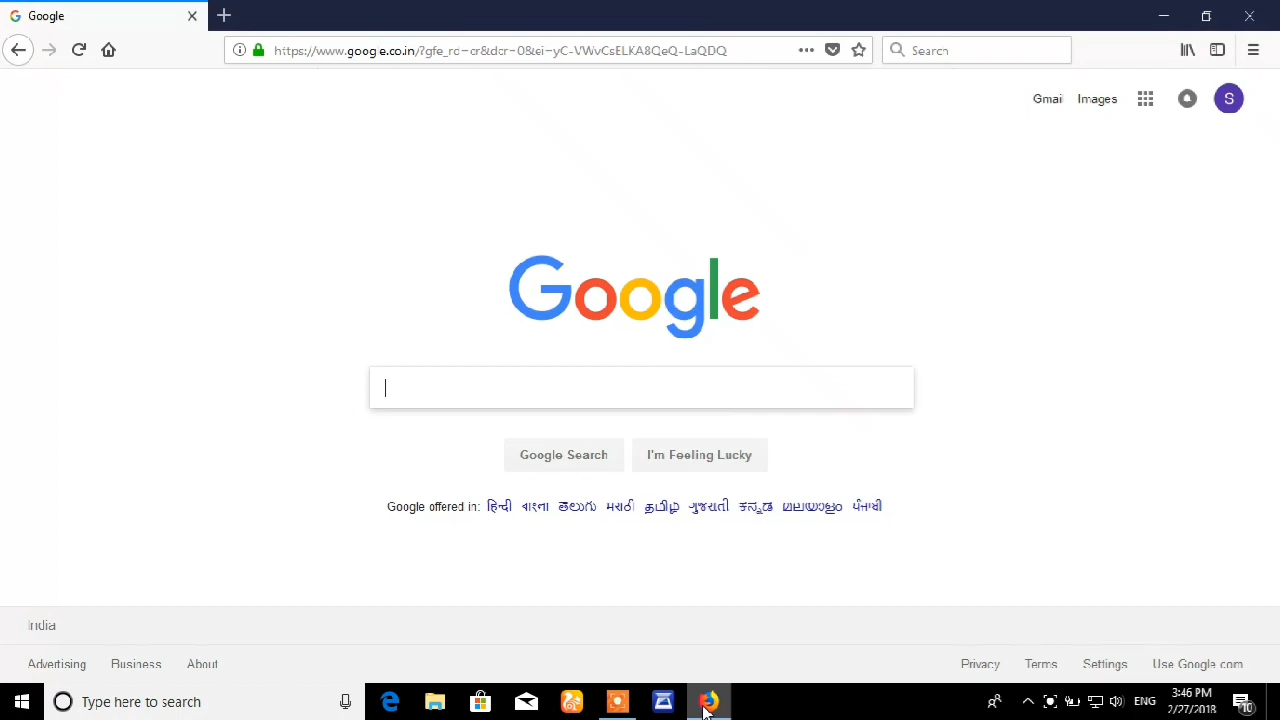 Google
https://www.google.co.in/?gfe_rd=cr&dcr=0&ei=yC-VWvCsELKA8QeQ-LaQDQ
Search
Gmail Images S
Google
Google Search I'm Feeling Lucky
Google offered in: हिन्दी বাংলা తెలుగు मराठी தமிழ் ગુજરાતી ಕನ್ನಡ മലയാളം ਪੰਜਾਬੀ
India
Advertising Business About Privacy Terms Settings Use Google.com
Type here to search ENG 3:46 PM
2/27/2018 10